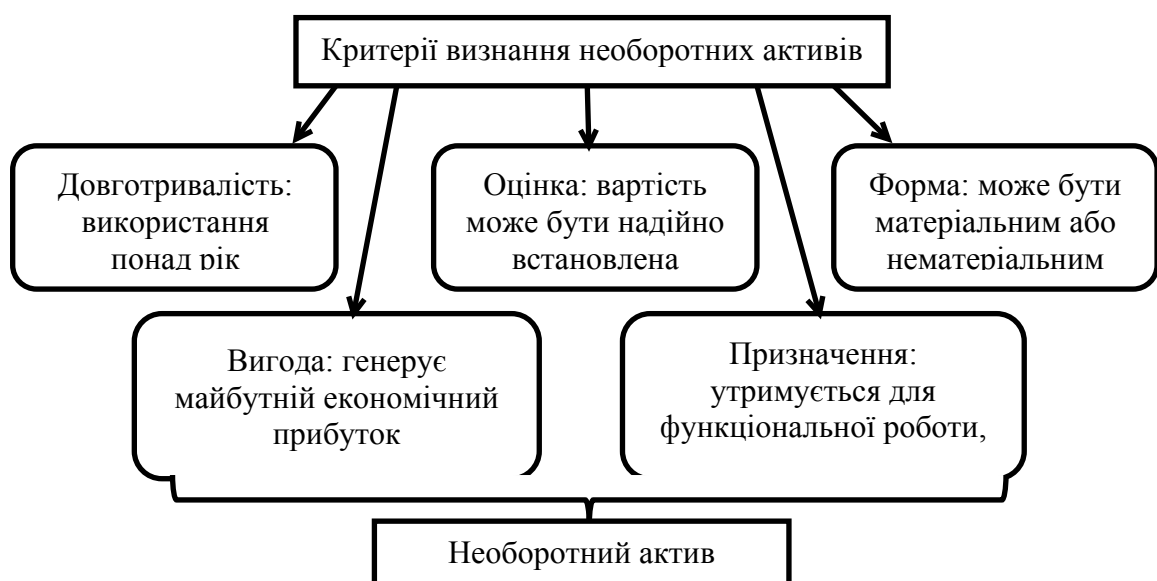 Критерії визнання необоротних активів
Довготривалість:
використання
понад рік
Оцінка: вартість
може бути надійно
встановлена
Форма: може бути
матеріальним або
нематеріальним
Вигода: генерує
майбутній економічний
прибуток
Призначення:
утримується для
функціональної роботи,
Необоротний актив